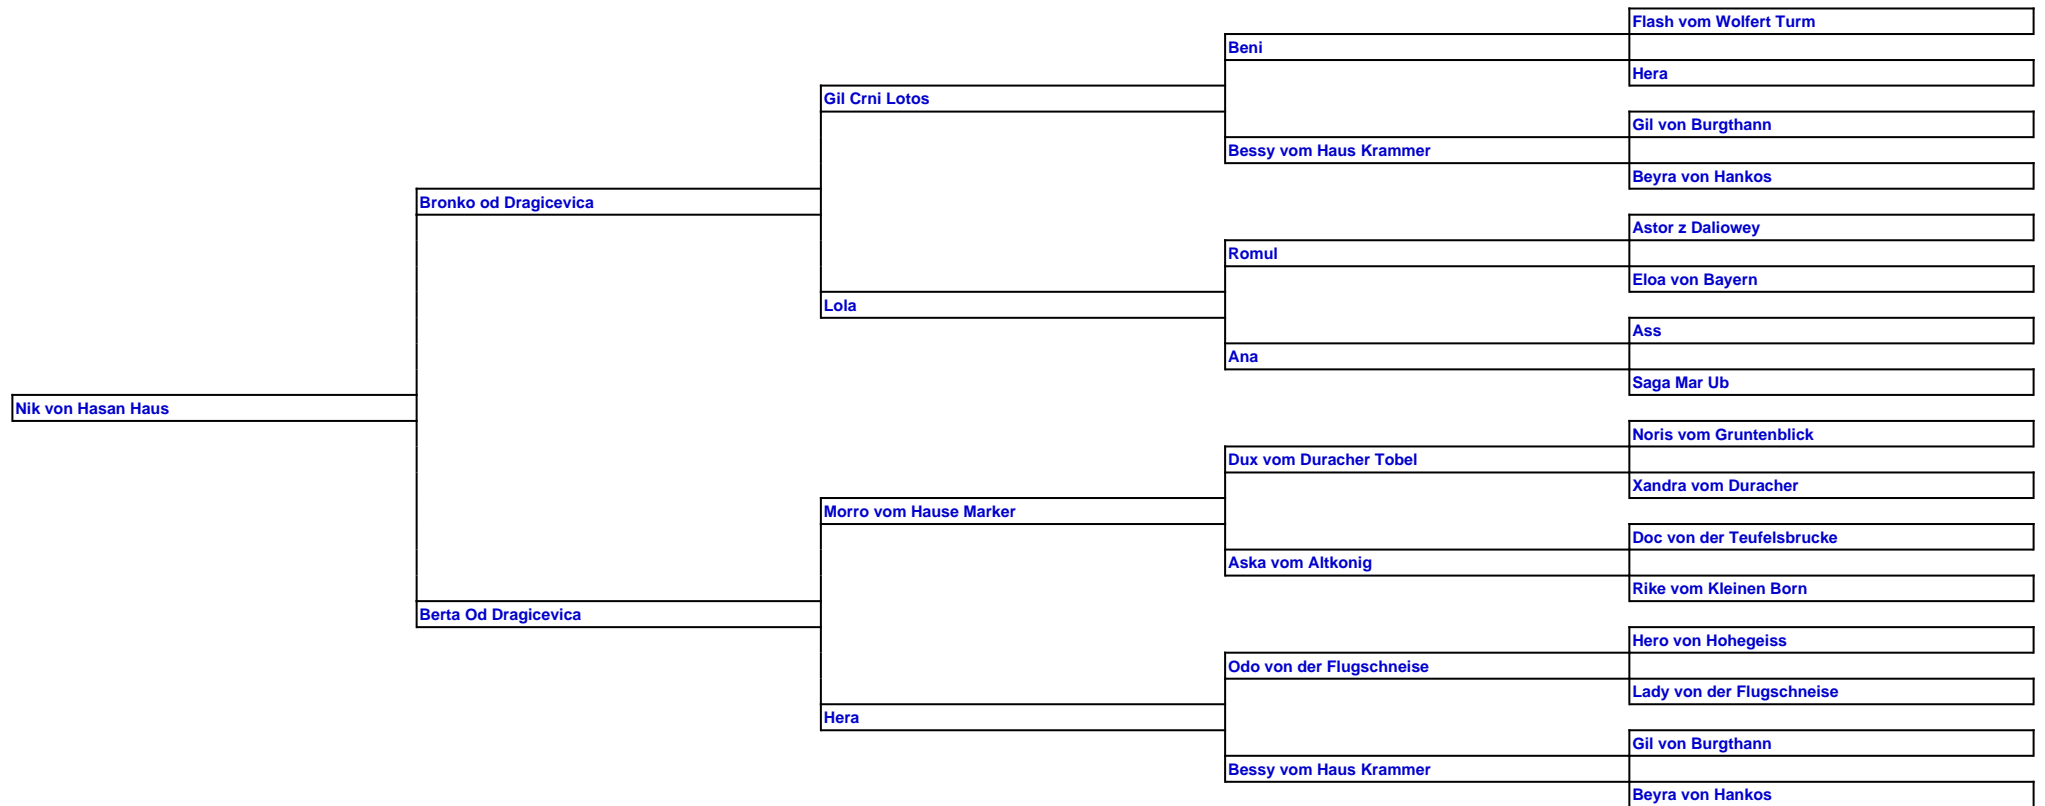 Flash vom Wolfert Turm
Beni
Hera
Gil Crni Lotos
Gil von Burgthann
Bessy vom Haus Krammer
Beyra von Hankos
Bronko od Dragicevica
Astor z Daliowey
Romul
Eloa von Bayern
Lola
Ass
Ana
Saga Mar Ub
Nik von Hasan Haus
Noris vom Gruntenblick
Dux vom Duracher Tobel
Xandra vom Duracher
Morro vom Hause Marker
Doc von der Teufelsbrucke
Aska vom Altkonig
Rike vom Kleinen Born
Berta Od Dragicevica
Hero von Hohegeiss
Odo von der Flugschneise
Lady von der Flugschneise
Hera
Gil von Burgthann
Bessy vom Haus Krammer
Beyra von Hankos